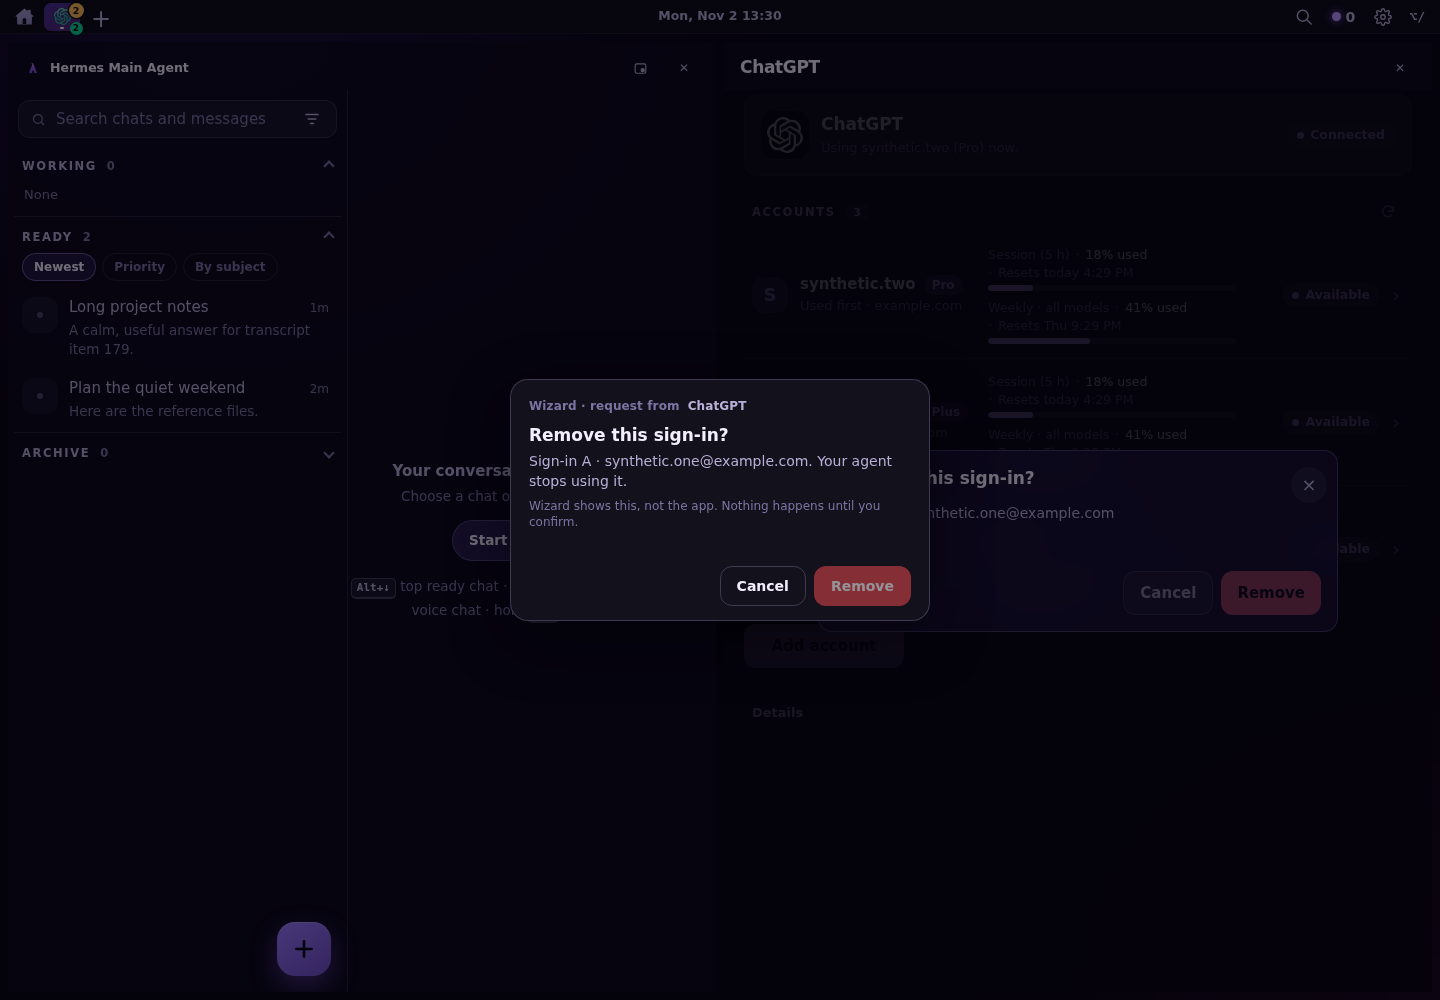 2
2
Mon, Nov 2 13:30
0
⌥/
Hermes Main Agent
Search chats and messages
WORKING 0
None
READY 2
Newest Priority By subject
Long project notes 1m
A calm, useful answer for transcript
item 179.
Plan the quiet weekend 2m
Here are the reference files.
ARCHIVE 0
Your conversa
Choose a chat o
Start
Alt+↓ top ready chat ·
voice chat · ho
ChatGPT
ChatGPT
Using synthetic.two (Pro) now
Connected
ACCOUNTS 3
S
synthetic.two Pro
Used first · example.com
Session (5 h) · 18% used
· Resets today 4:29 PM
Weekly · all models · 41% used
· Resets Thu 9:29 PM
Available
Plus
om
Session (5 h) · 18% used
· Resets today 4:29 PM
Weekly · all models · 41% used
Available
his sign-in?
nthetic.one@example.com
Cancel Remove
lable
Wizard · request from ChatGPT
Remove this sign-in?
Sign-in A · synthetic.one@example.com. Your agent
stops using it.
Wizard shows this, not the app. Nothing happens until you
confirm.
Cancel Remove
Add account
Details